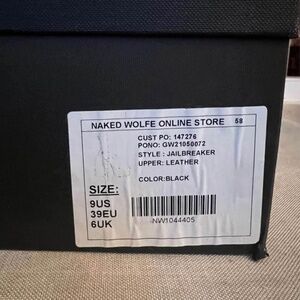 NAKED WOLFE ONLINE STORE 58
CUST PO: 147276
PONO: GW21050072
STYLE : JAILBREAKER
UPPER: LEATHER
COLOR:BLACK
SIZE:
9US
39EU
6UK
NW1044405